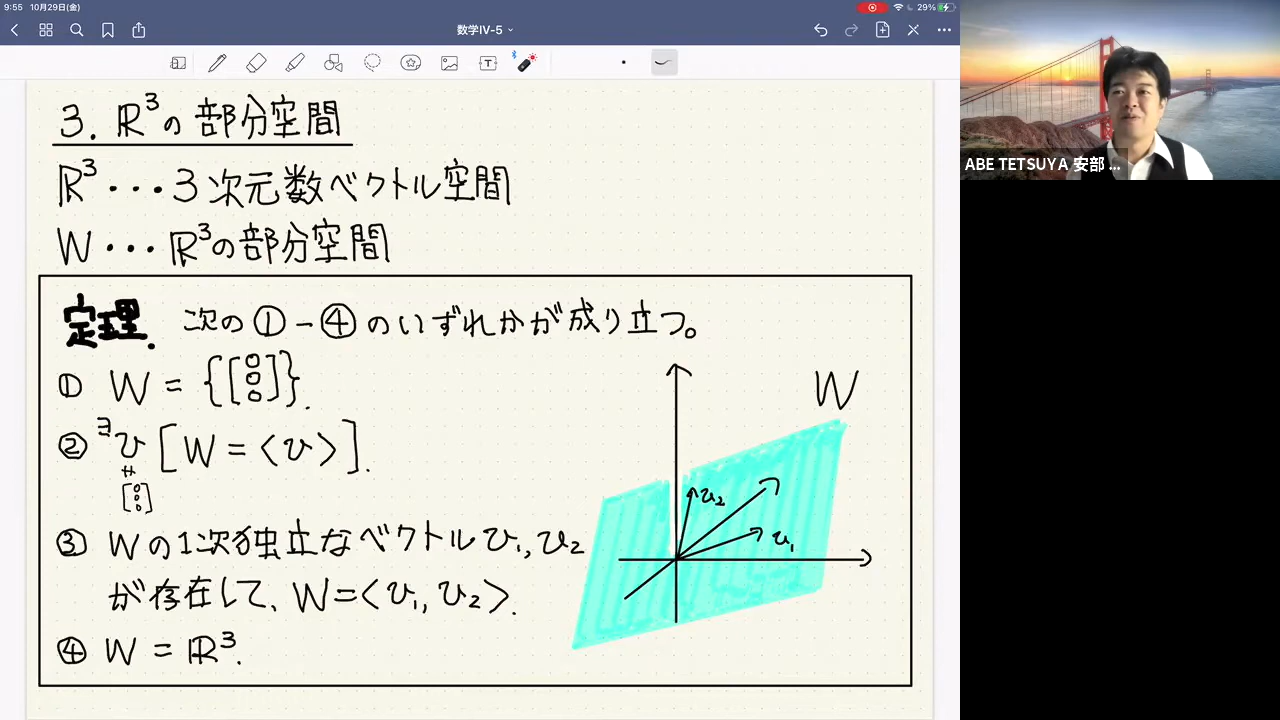 9:55 10月29日(金)
29%
数学IV-5
3. ℝ³の部分空間
ℝ³・・・3次元数ベクトル空間
W・・・ℝ³の部分空間
定理. 次の①-④のいずれかが成り立つ。
① W = {[0 0 0]}.
② ∃v [W = <v>].
≠
[0 0 0]
③ Wの1次独立なベクトルv₁, v₂
が存在して、W=<v₁, v₂>.
④ W = ℝ³.
W
v₂
v₁
ABE TETSUYA 安部 ...